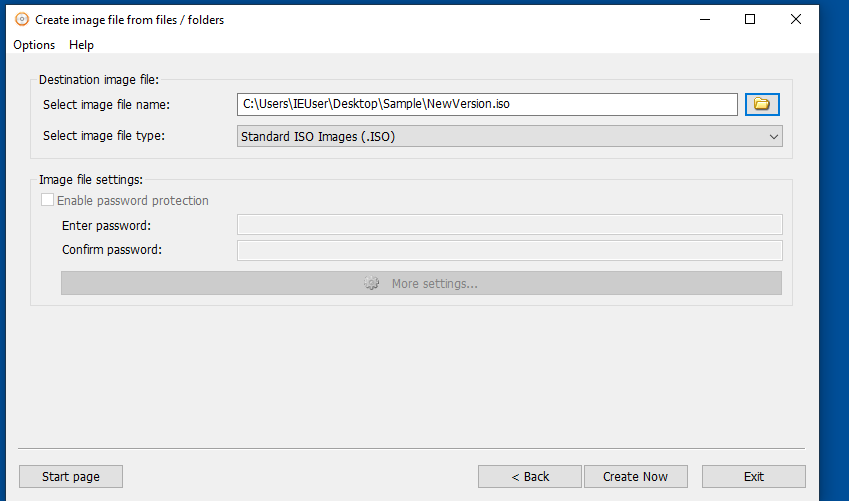 Create image file from files / folders
Options Help
Destination image file:
Select image file name: C:\Users\IEUser\Desktop\Sample\NewVersion.iso
Select image file type: Standard ISO Images (.ISO)
Image file settings:
Enable password protection
Enter password:
Confirm password:
More settings...
Start page < Back Create Now Exit